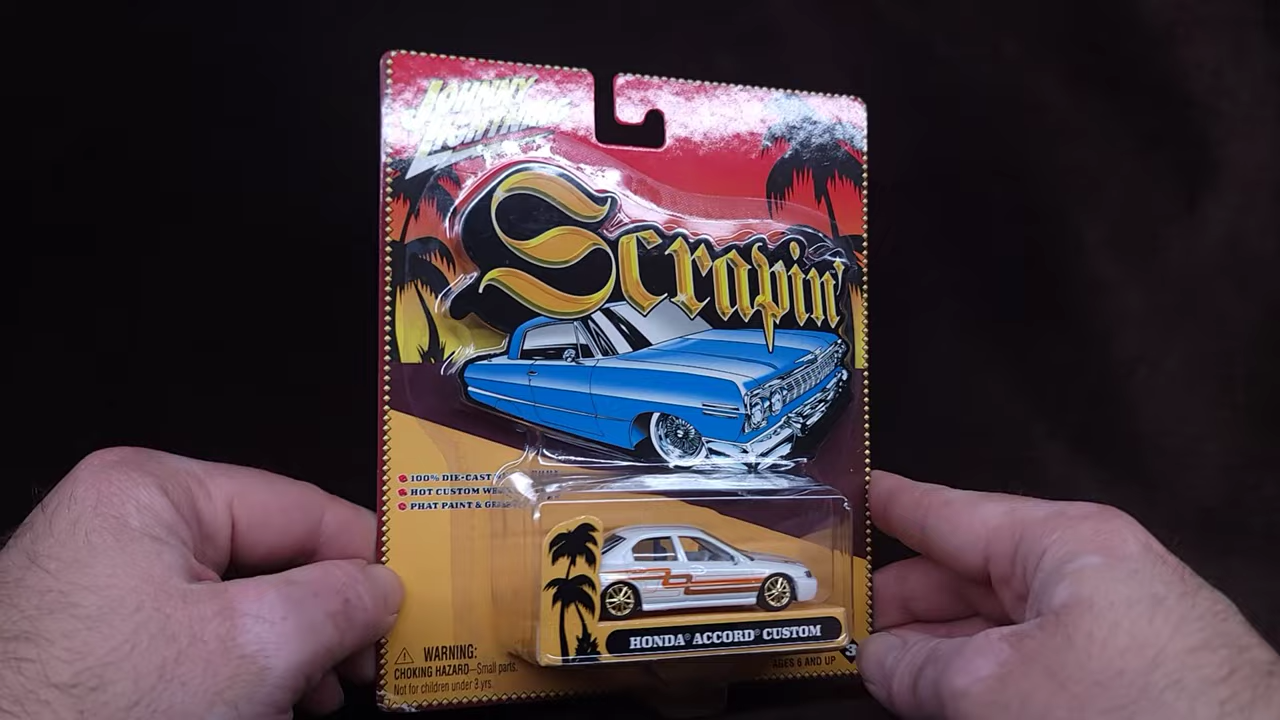 JOHNNY
LIGHTNING
Scrapin'
100% DIE-CAST
HOT CUSTOM
PHAT PAINT &
HONDA® ACCORD® CUSTOM
WARNING:
CHOKING HAZARD—Small parts.
Not for children under 3 yrs.
AGES 6 AND UP
3